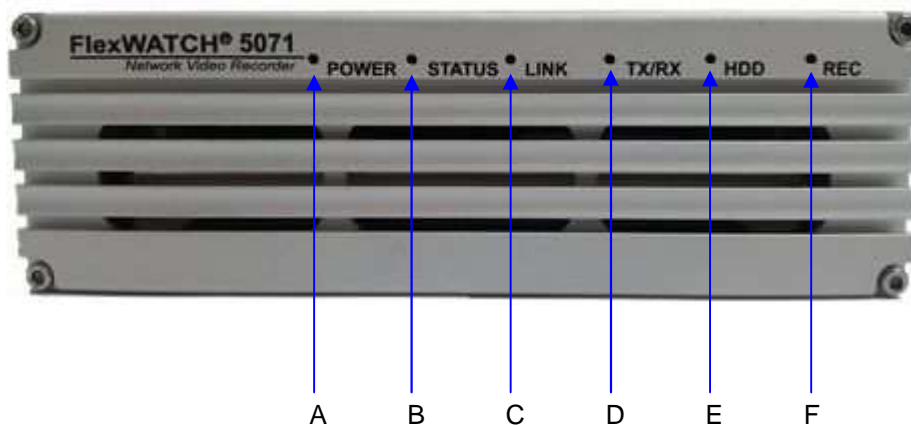 FlexWATCH® 5071
Network Video Recorder
POWER STATUS LINK TX/RX HDD REC
A B C D E F